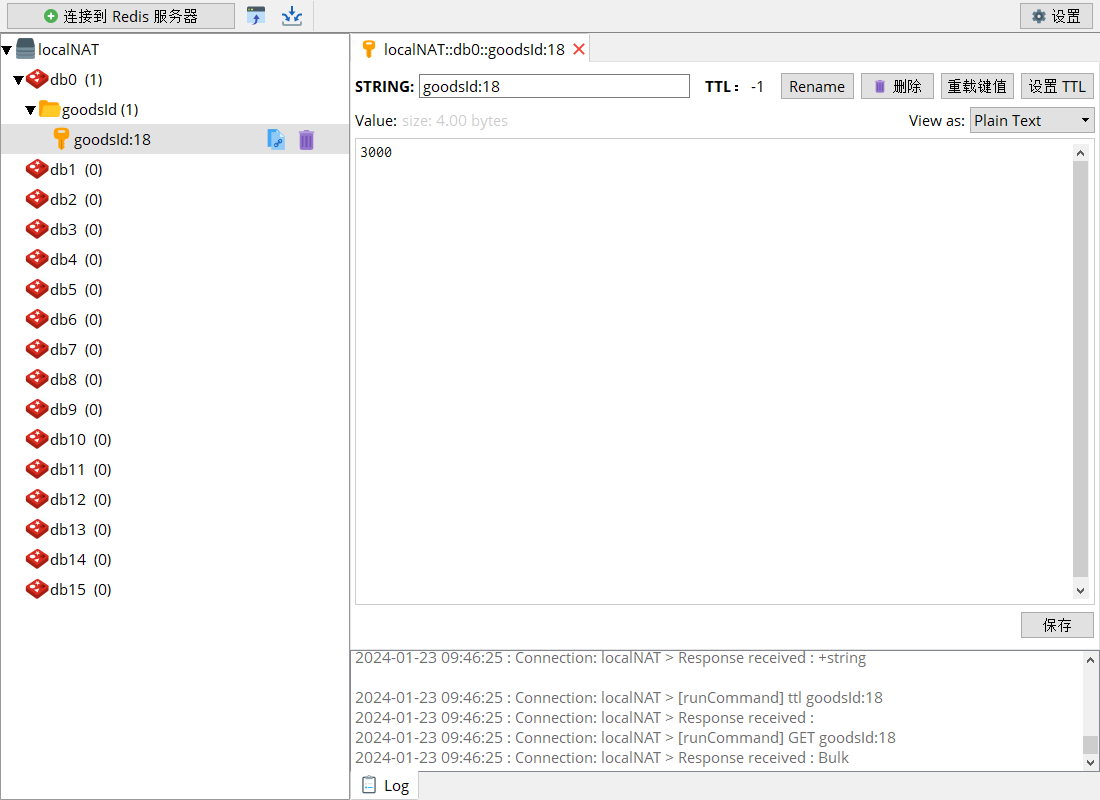 连接到 Redis 服务器
设置
localNAT
db0 (1)
goodsId (1)
goodsId:18
db1 (0)
db2 (0)
db3 (0)
db4 (0)
db5 (0)
db6 (0)
db7 (0)
db8 (0)
db9 (0)
db10 (0)
db11 (0)
db12 (0)
db13 (0)
db14 (0)
db15 (0)
localNAT::db0::goodsId:18
STRING: goodsId:18 TTL: -1 Rename 删除 重载键值 设置 TTL
Value: size: 4.00 bytes View as: Plain Text
3000
保存
2024-01-23 09:46:25 : Connection: localNAT > Response received : +string
2024-01-23 09:46:25 : Connection: localNAT > [runCommand] ttl goodsId:18
2024-01-23 09:46:25 : Connection: localNAT > Response received :
2024-01-23 09:46:25 : Connection: localNAT > [runCommand] GET goodsId:18
2024-01-23 09:46:25 : Connection: localNAT > Response received : Bulk
Log